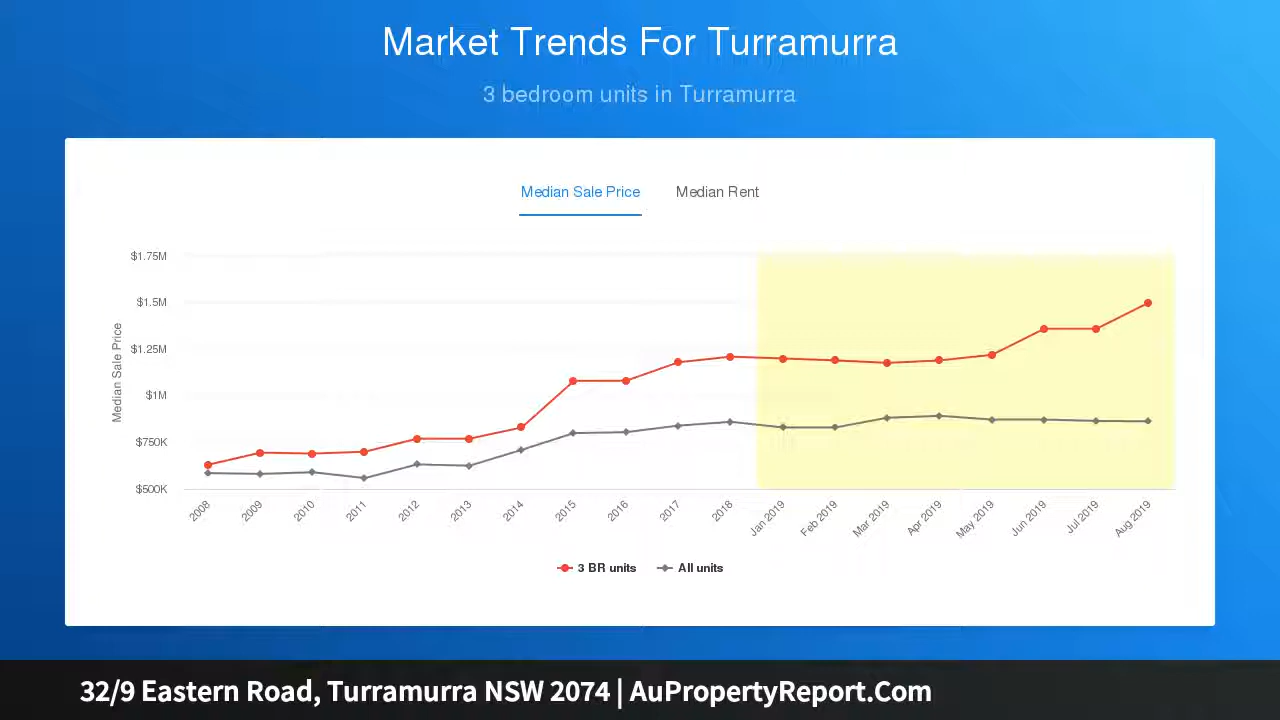 Market Trends For Turramurra
3 bedroom units in Turramurra
Median Sale Price Median Rent
$1.75M
$1.5M
$1.25M
$1M
$750K
$500K
Median Sale Price
2008 2009 2010 2011 2012 2013 2014 2015 2016 2017 2018 Jan 2019 Feb 2019 Mar 2019 Apr 2019 May 2019 Jun 2019 Jul 2019 Aug 2019
3 BR units All units
32/9 Eastern Road, Turramurra NSW 2074 | AuPropertyReport.Com